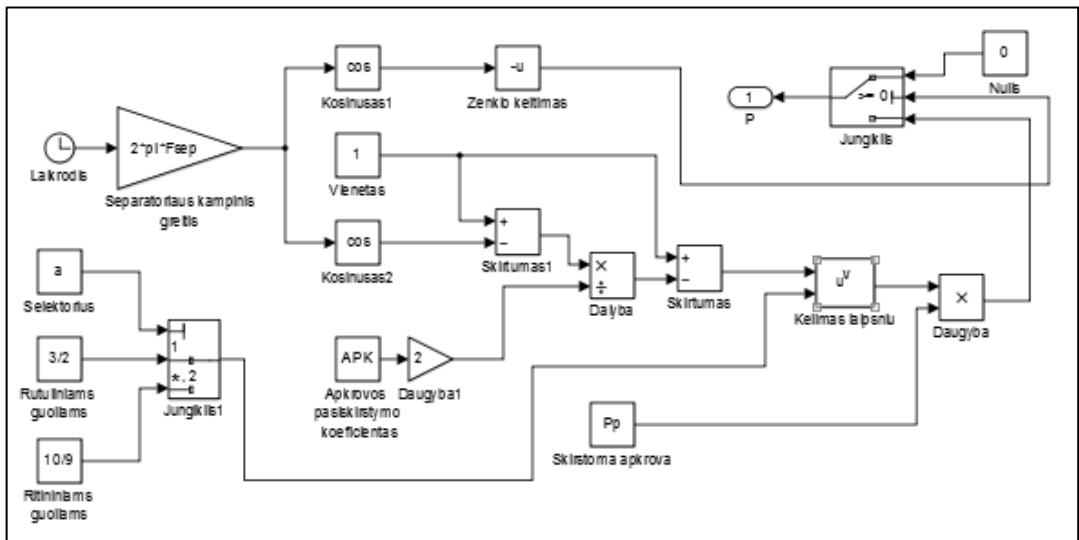 cos
Kosinusas1
-u
Zenklo keitimas
0
Nulis
1
P
>= 0
Jungiklis
Laikrodis
2*pi*Fsep
Separatoriaus kampinis
greitis
1
Vienetas
cos
Kosinusas2
+
−
Skirtumas1
×
÷
Dalyba
+
−
Skirtumas
u^v
Kelimas laipsniu
×
Daugyba
a
Selektorius
3/2
Rutuliniams
guoliams
10/9
Ritininiams
guoliams
1
*, 2
Jungiklis1
APK
Apkrovos
pasiskirstymo
koeficientas
2
Daugyba1
Pp
Skirstoma apkrova